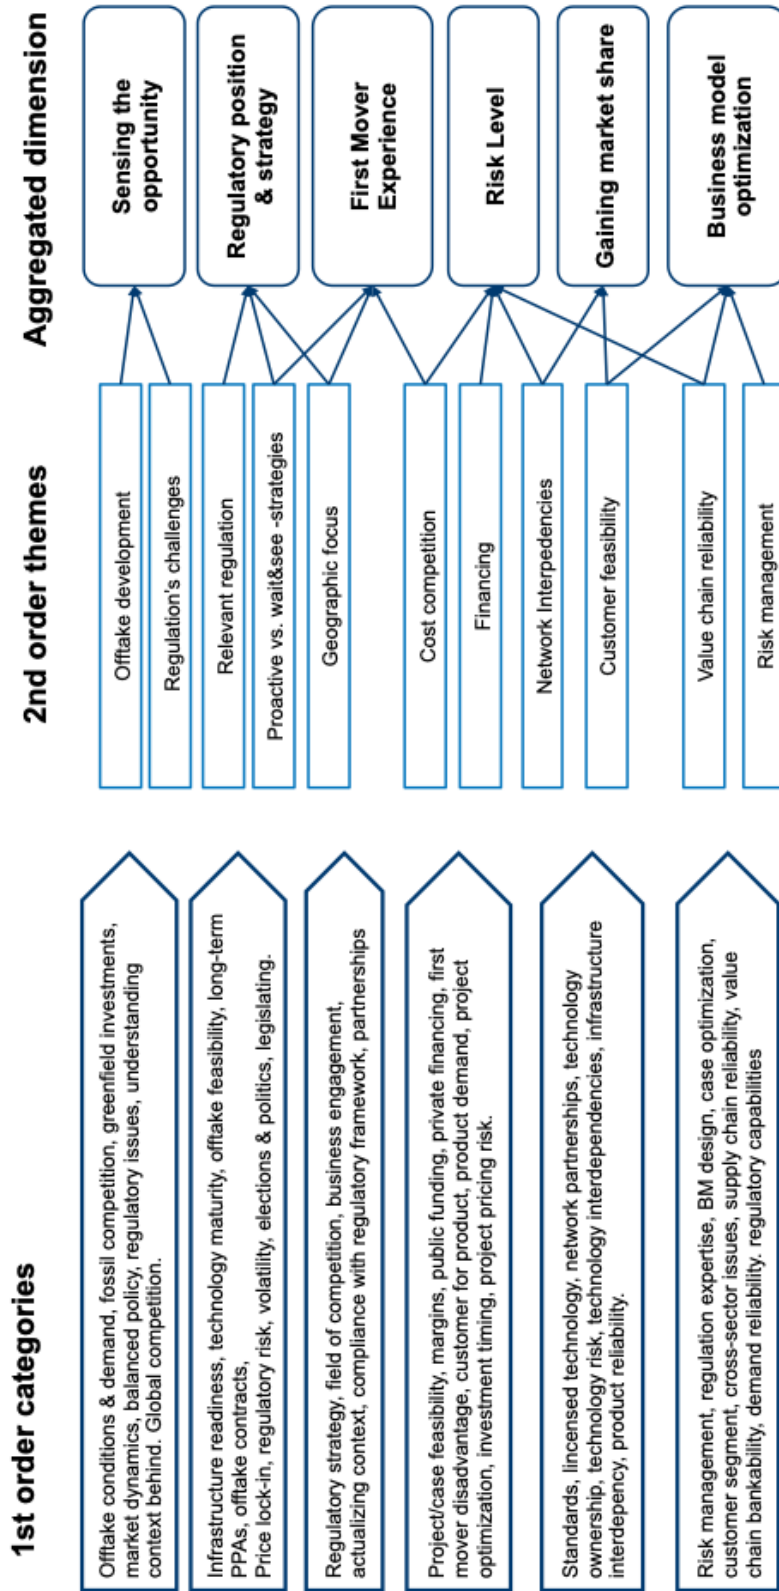 1st order categories
Offtake conditions & demand, fossil competition, greenfield investments,
market dynamics, balanced policy, regulatory issues, understanding
context behind. Global competition.
Infrastructure readiness, technology maturity, offtake feasibility, long-term
PPAs, offtake contracts,
Price lock-in, regulatory risk, volatility, elections & politics, legislating.
Regulatory strategy, field of competition, business engagement,
actualizing context, compliance with regulatory framework, partnerships
Project/case feasibility, margins, public funding, private financing, first
mover disadvantage, customer for product, product demand, project
optimization, investment timing, project pricing risk.
Standards, lincensed technology, network partnerships, technology
ownership, technology risk, technology interdependencies, infrastructure
interdepency, product reliability.
Risk management, regulation expertise, BM design, case optimization,
customer segment, cross-sector issues, supply chain reliability, value
chain bankability, demand reliability. regulatory capabilities
2nd order themes
Offtake development
Regulation's challenges
Relevant regulation
Proactive vs. wait&see -strategies
Geographic focus
Cost competition
Financing
Network Interpedencies
Customer feasibility
Value chain reliability
Risk management
Aggregated dimension
Sensing the
opportunity
Regulatory position
& strategy
First Mover
Experience
Risk Level
Gaining market share
Business model
optimization